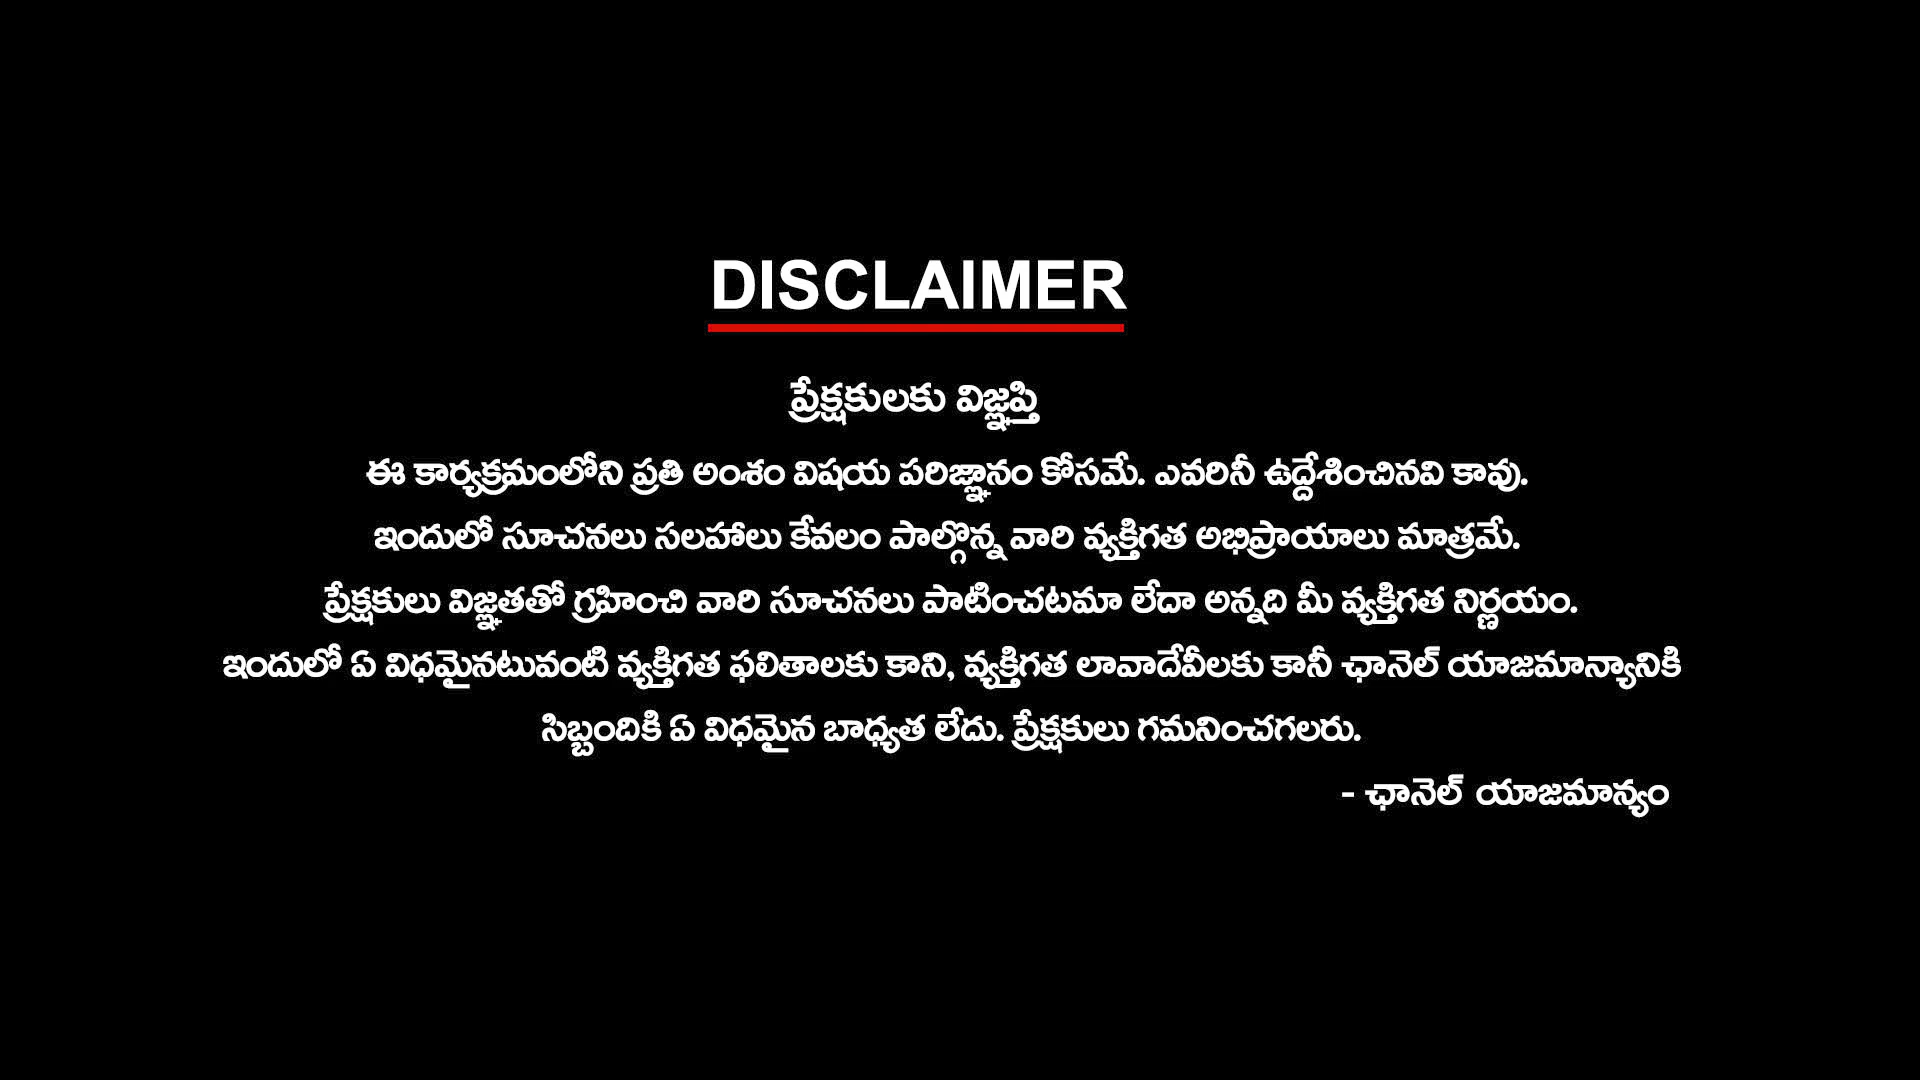 DISCLAIMER
ప్రేక్షకులకు విజ్ఞప్తి
ఈ కార్యక్రమంలోని ప్రతి అంశం విషయ పరిజ్ఞానం కోసమే. ఎవరినీ ఉద్దేశించినవి కావు.
ఇందులో సూచనలు సలహాలు కేవలం పాల్గొన్న వారి వ్యక్తిగత అభిప్రాయాలు మాత్రమే.
ప్రేక్షకులు విజ్ఞతతో గ్రహించి వారి సూచనలు పాటించటమా లేదా అన్నది మీ వ్యక్తిగత నిర్ణయం.
ఇందులో ఏ విధమైనటువంటి వ్యక్తిగత ఫలితాలకు కాని, వ్యక్తిగత లావాదేవీలకు కానీ ఛానెల్ యాజమాన్యానికి
సిబ్బందికి ఏ విధమైన బాధ్యత లేదు. ప్రేక్షకులు గమనించగలరు.
- ఛానెల్ యాజమాన్యం